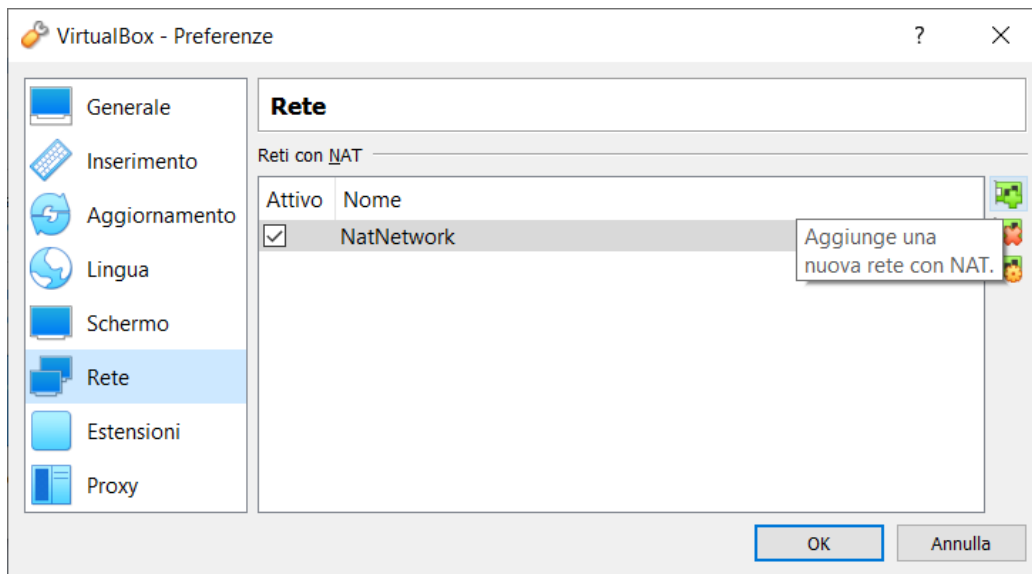 VirtualBox - Preferenze
?
Generale
Inserimento
Aggiornamento
Lingua
Schermo
Rete
Estensioni
Proxy
Rete
Reti con NAT
Attivo Nome
NatNetwork
Aggiunge una
nuova rete con NAT.
OK Annulla